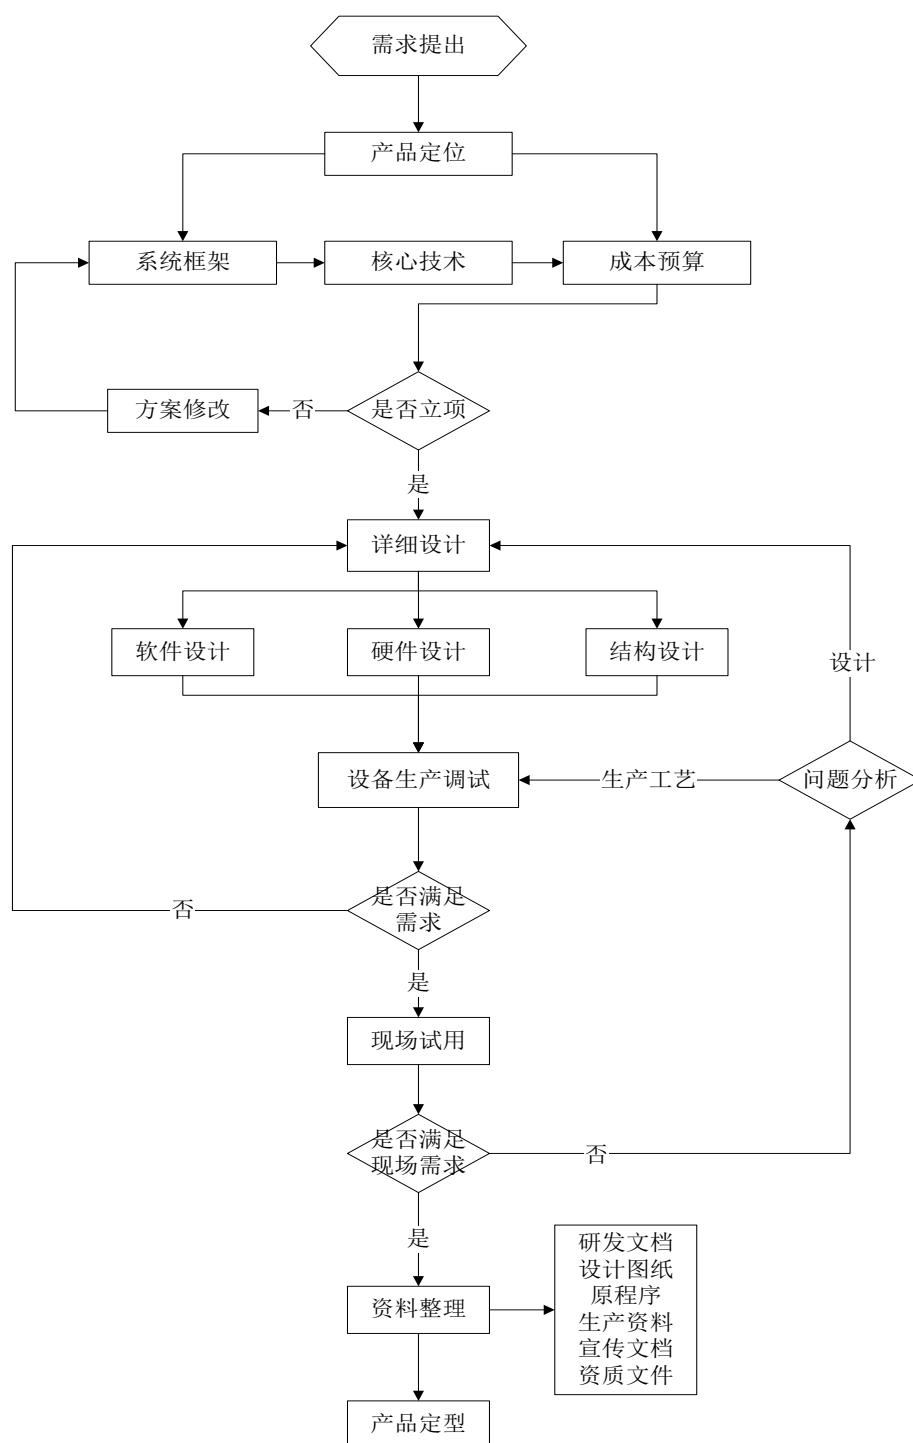 需求提出
产品定位
系统框架
核心技术
成本预算
方案修改
否
是否立项
是
详细设计
软件设计
硬件设计
结构设计
设计
设备生产调试
生产工艺
问题分析
是否满足
需求
否
是
现场试用
是否满足
现场需求
否
是
研发文档
设计图纸
原程序
生产资料
宣传文档
资质文件
资料整理
产品定型